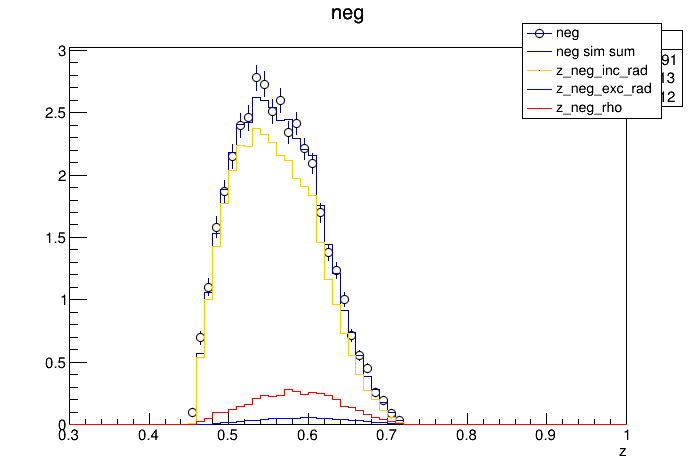 neg
neg
neg sim sum
z_neg_inc_rad
z_neg_exc_rad
z_neg_rho
91
13
12
3
2.5
2
1.5
1
0.5
0
0.3 0.4 0.5 0.6 0.7 0.8 0.9 1
z